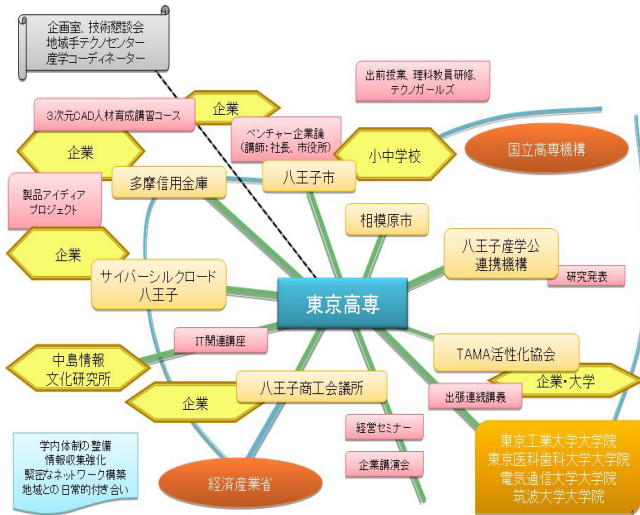 企画室、技術懇談会
地域手テクノセンター
産学コーディネーター
出前授業、理科教員研修、
テクノガールズ
3次元CAD人材育成講習コース
企業
企業
ベンチャー企業論
(講師:社長、市役所)
小中学校
国立高専機構
多摩信用金庫
八王子市
製品アイディア
プロジェクト
相模原市
企業
八王子産学公
連携機構
サイバーシルクロード
八王子
研究発表
東京高専
IT関連講座
中島情報
文化研究所
TAMA活性化協会
企業・大学
企業
八王子商工会議所
出張連続講義
経営セミナー
企業講演会
学内体制の整備
情報収集強化
緊密なネットワーク構築
地域との日常的付き合い
経済産業省
東京工業大学大学院
東京医科歯科大学大学院
電気通信大学大学院
筑波大学大学院